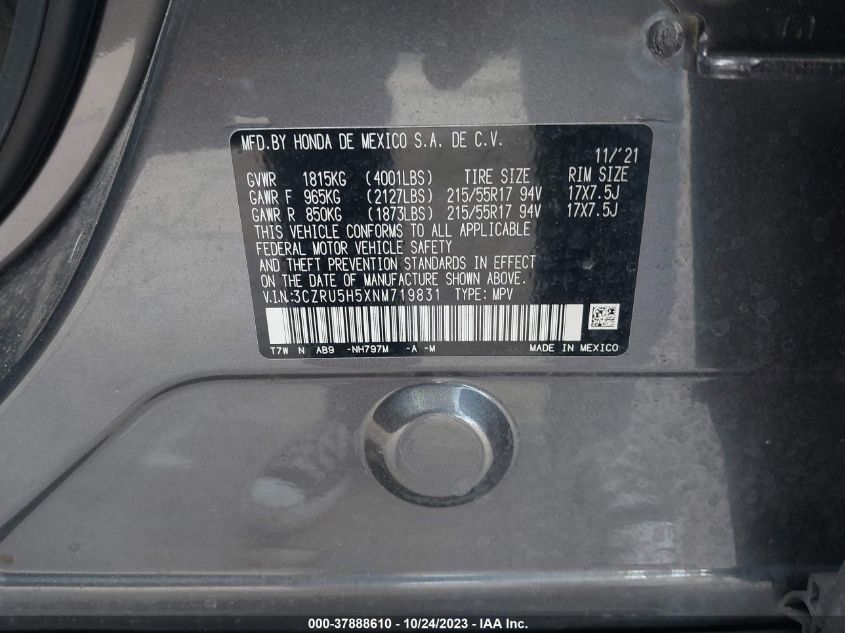 MFD.BY HONDA DE MEXICO S.A. DE C.V.
11/'21
GVWR 1815KG (4001LBS) TIRE SIZE RIM SIZE
GAWR F 965KG (2127LBS) 215/55R17 94V 17X7.5J
GAWR R 850KG (1873LBS) 215/55R17 94V 17X7.5J
THIS VEHICLE CONFORMS TO ALL APPLICABLE
FEDERAL MOTOR VEHICLE SAFETY
AND THEFT PREVENTION STANDARDS IN EFFECT
ON THE DATE OF MANUFACTURE SHOWN ABOVE.
V.I.N.:3CZRU5H5XNM719831 TYPE: MPV
T7W N AB9 -NH797M -A -M MADE IN MEXICO
000-37888610 - 10/24/2023 - IAA Inc.